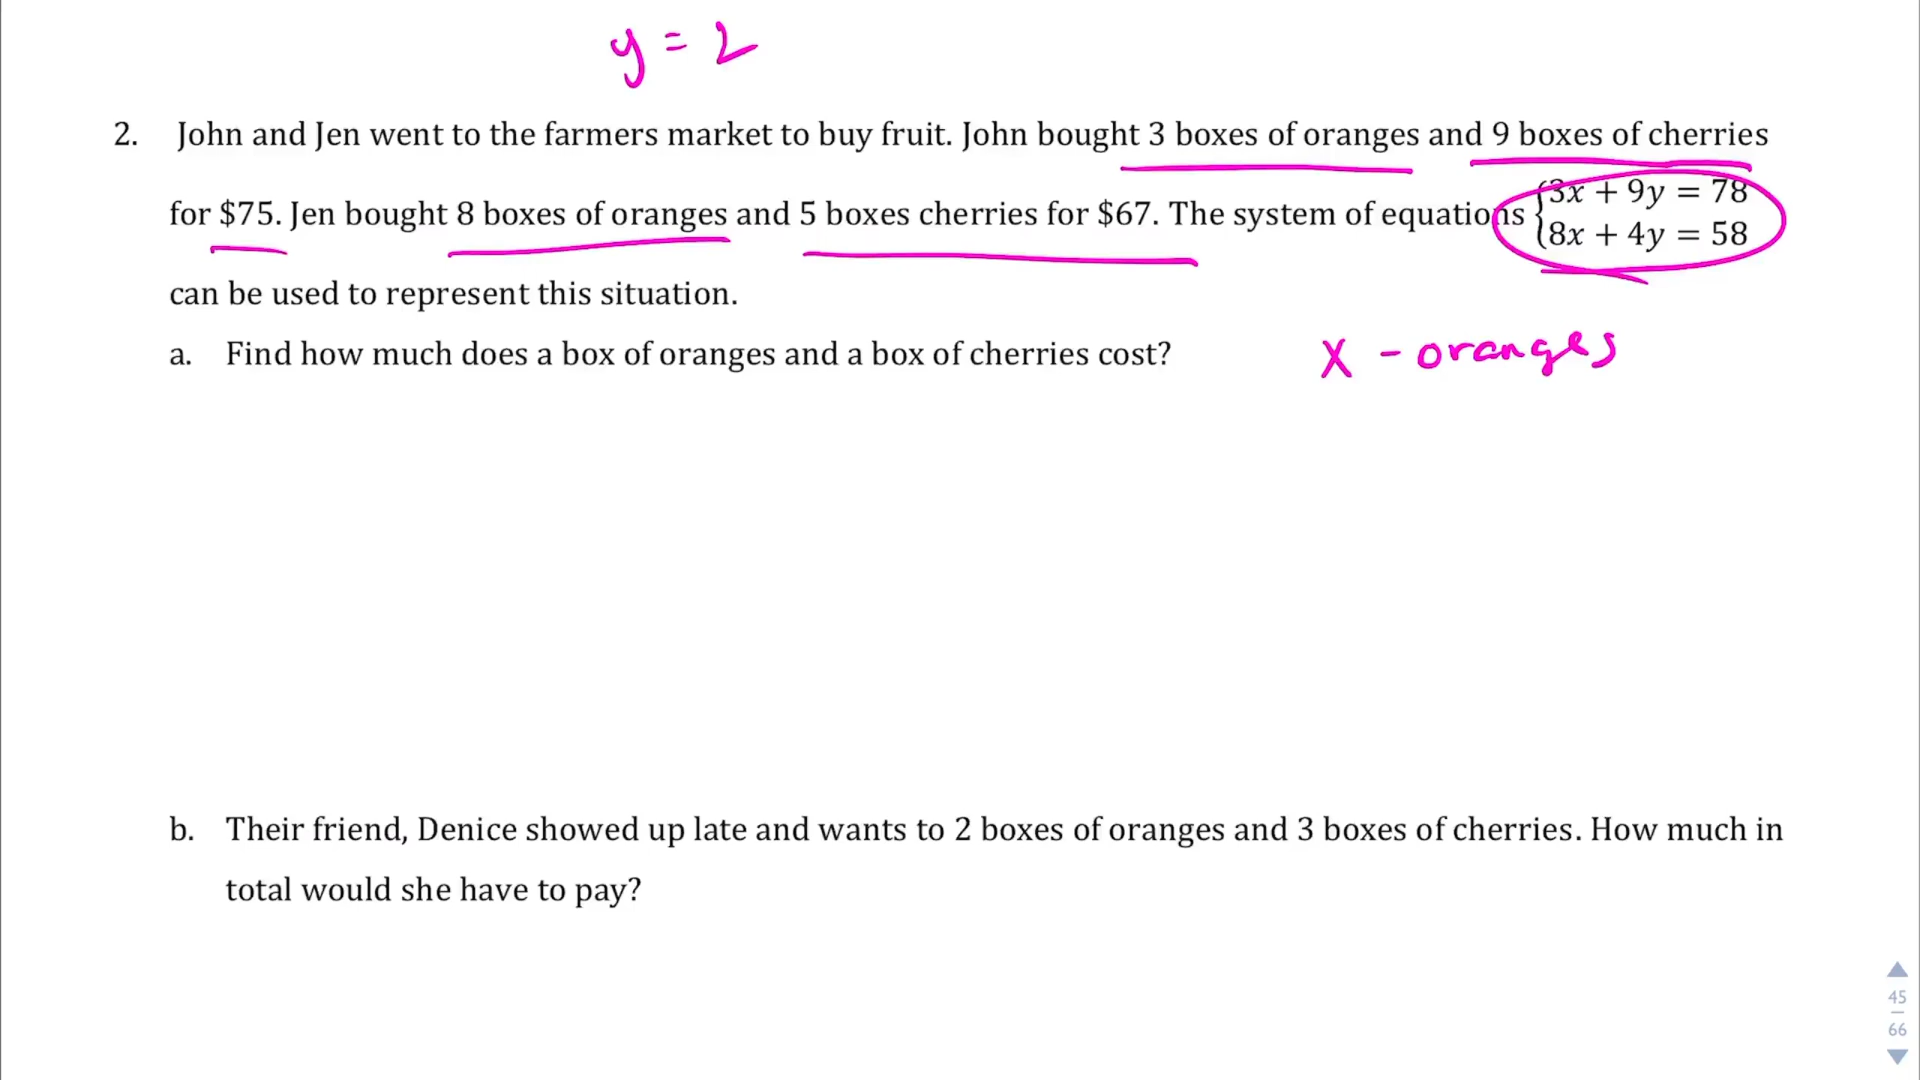 y = 2
2. John and Jen went to the farmers market to buy fruit. John bought 3 boxes of oranges and 9 boxes of cherries
for $75. Jen bought 8 boxes of oranges and 5 boxes cherries for $67. The system of equations {3x + 9y = 78
8x + 4y = 58
can be used to represent this situation.
a. Find how much does a box of oranges and a box of cherries cost?
x - oranges
b. Their friend, Denice showed up late and wants to 2 boxes of oranges and 3 boxes of cherries. How much in
total would she have to pay?
45
66